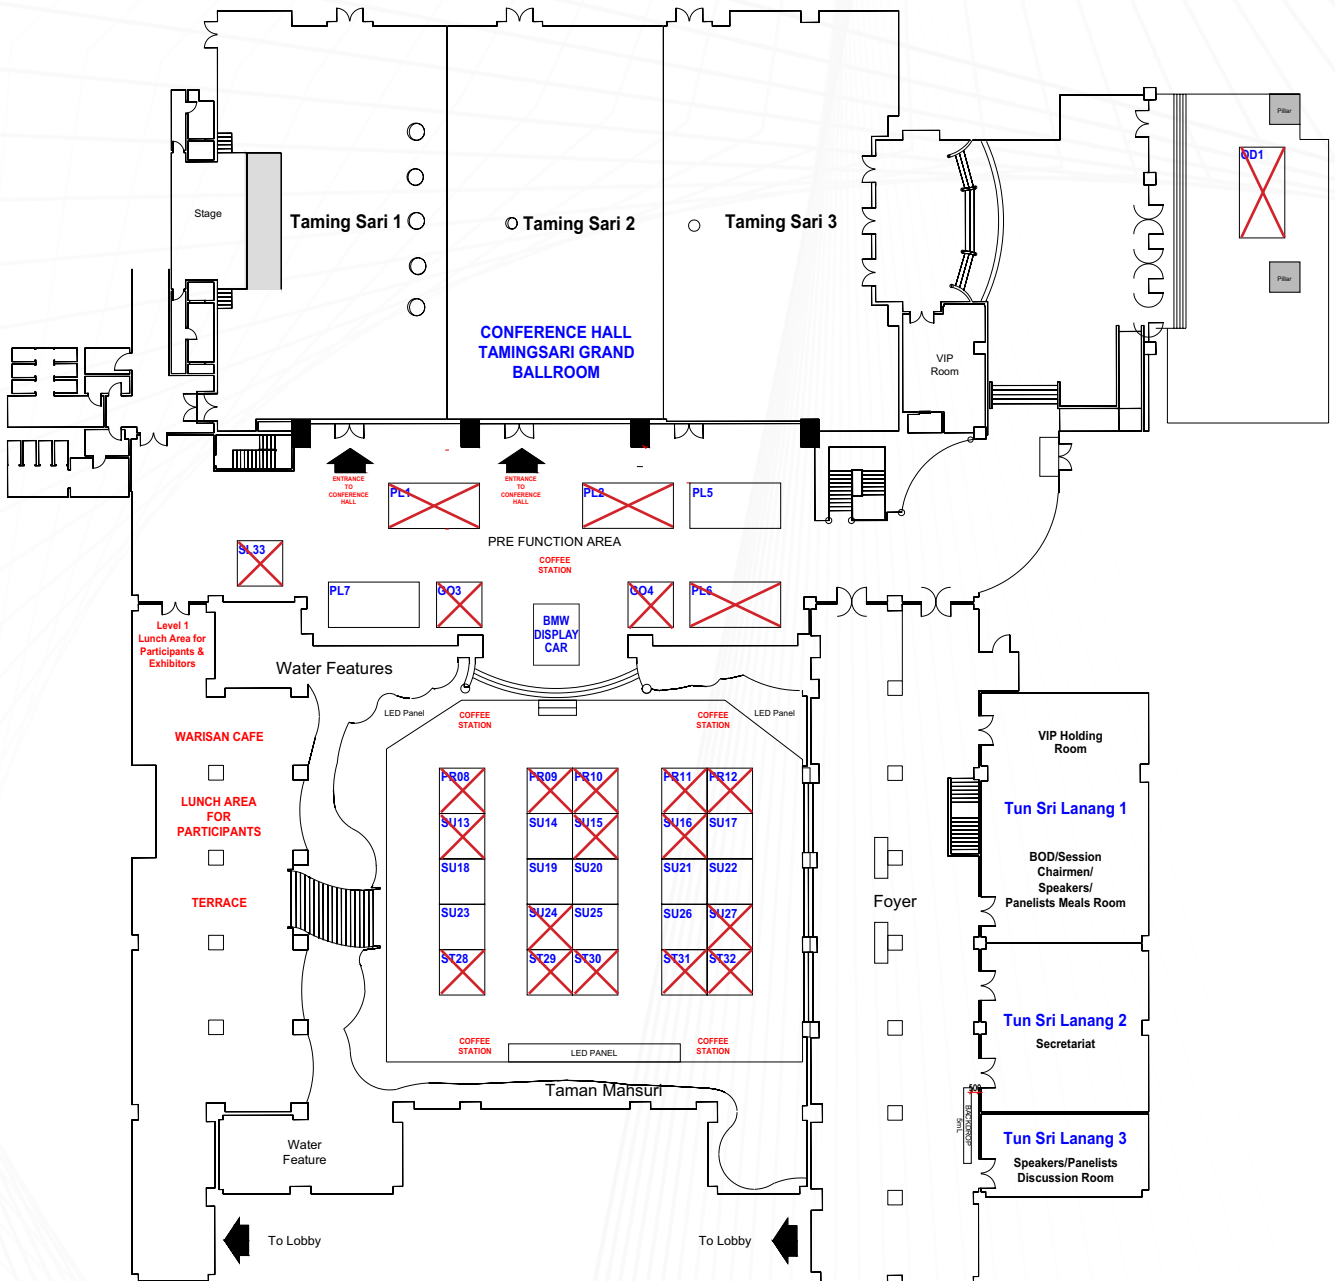 Pillar
OD1
Stage
Taming Sari 1
Taming Sari 2
Taming Sari 3
Pillar
CONFERENCE HALL
TAMINGSARI GRAND
BALLROOM
VIP
Room
ENTRANCE
TO
CONFERENCE
HALL
ENTRANCE
TO
CONFERENCE
HALL
PL1
PL2
PL5
PRE FUNCTION AREA
SL33
COFFEE
STATION
PL7
GO3
GO4
PL6
BMW
DISPLAY
CAR
Level 1
Lunch Area for
Participants &
Exhibitors
Water Features
LED Panel
COFFEE
STATION
COFFEE
STATION
LED Panel
WARISAN CAFE
VIP Holding
Room
PR08
PR09
PR10
PR11
PR12
LUNCH AREA
FOR
PARTICIPANTS
Tun Sri Lanang 1
SU13
SU14
SU15
SU16
SU17
BOD/Session
Chairmen/
Speakers/
Panelists Meals Room
SU18
SU19
SU20
SU21
SU22
TERRACE
Foyer
SU23
SU24
SU25
SU26
SU27
ST28
ST29
ST30
ST31
ST32
Tun Sri Lanang 2
Secretariat
COFFEE
STATION
LED PANEL
COFFEE
STATION
Taman Mahsuri
500
BACKDROP
5mL
Water
Feature
Tun Sri Lanang 3
Speakers/Panelists
Discussion Room
To Lobby
To Lobby